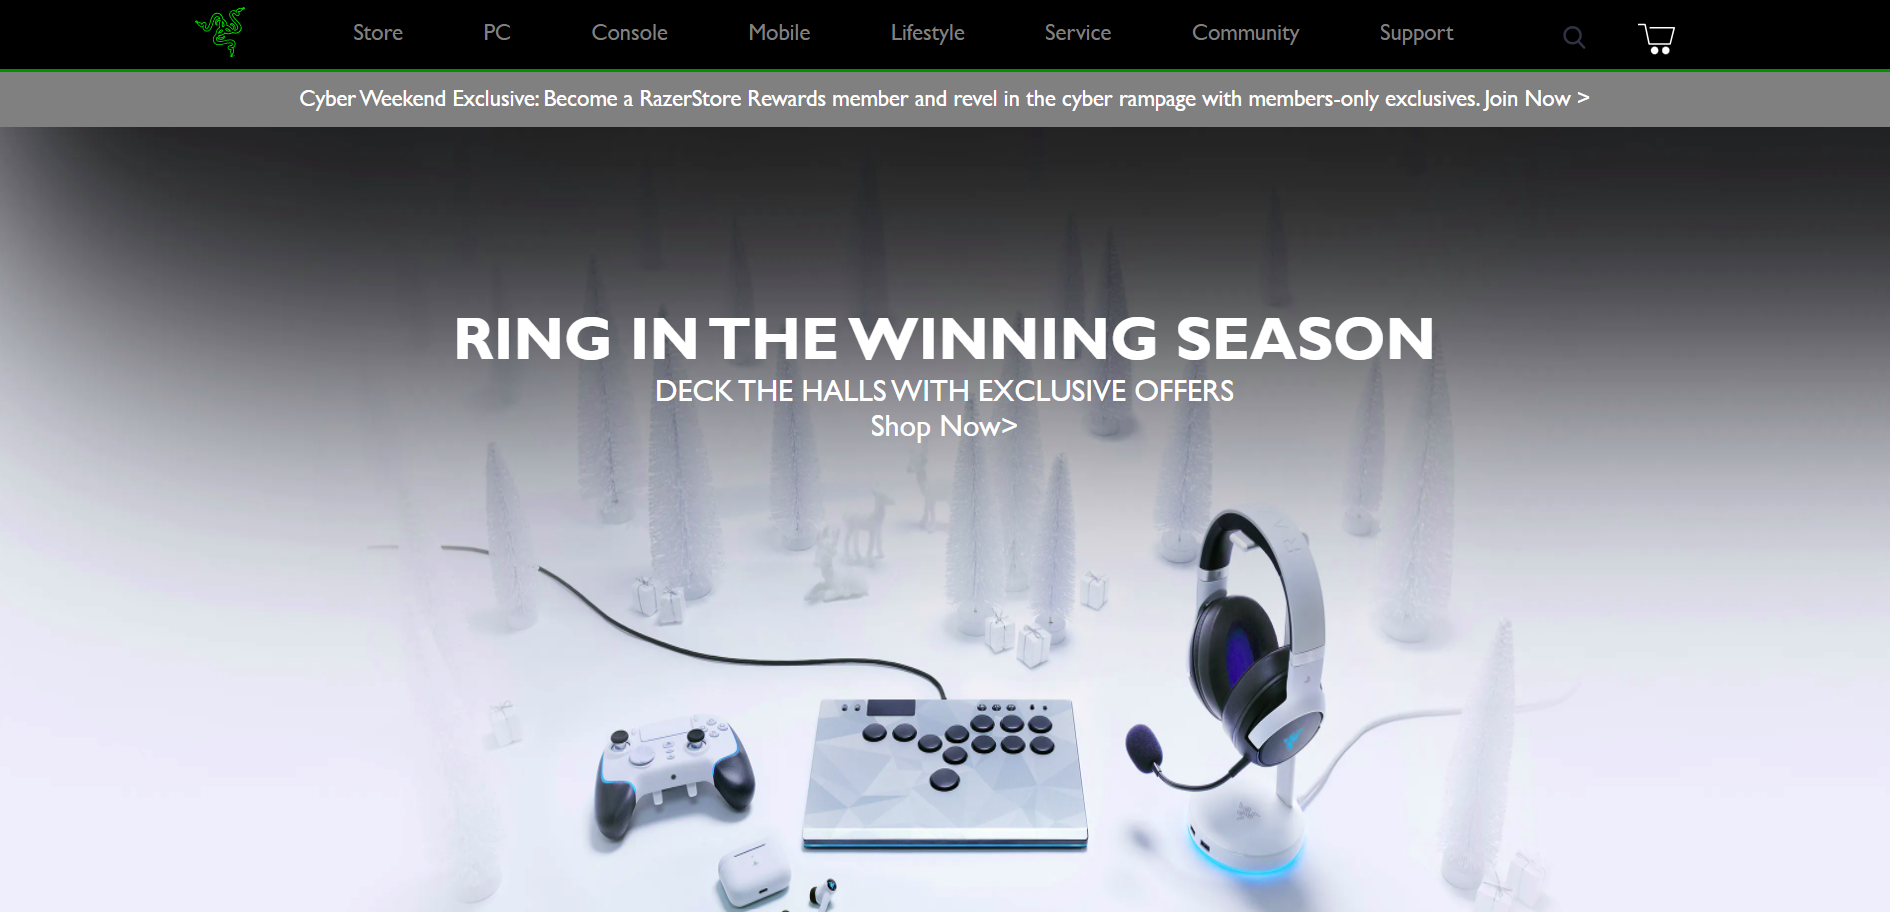 Store PC Console Mobile Lifestyle Service Community Support
Cyber Weekend Exclusive: Become a RazerStore Rewards member and revel in the cyber rampage with members-only exclusives. Join Now >
RING IN THE WINNING SEASON
DECK THE HALLS WITH EXCLUSIVE OFFERS
Shop Now>